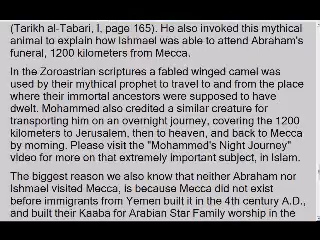 (Tarikh al-Tabari, I, page 165). He also invoked this mythical
animal to explain how Ishmael was able to attend Abraham's
funeral, 1200 kilometers from Mecca.
In the Zoroastrian scriptures a fabled winged camel was
used by their mythical prophet to travel to and from the place
where their immortal ancestors were supposed to have
dwelt. Mohammed also credited a similar creature for
transporting him on an overnight journey, covering the 1200
kilometers to Jerusalem, then to heaven, and back to Mecca
by morning. Please visit the "Mohammed's Night Journey"
video for more on that extremely important subject, in Islam.
The biggest reason we also know that neither Abraham nor
Ishmael visited Mecca, is because Mecca did not exist
before immigrants from Yemen built it in the 4th century A.D.,
and built their Kaaba for Arabian Star Family worship in the